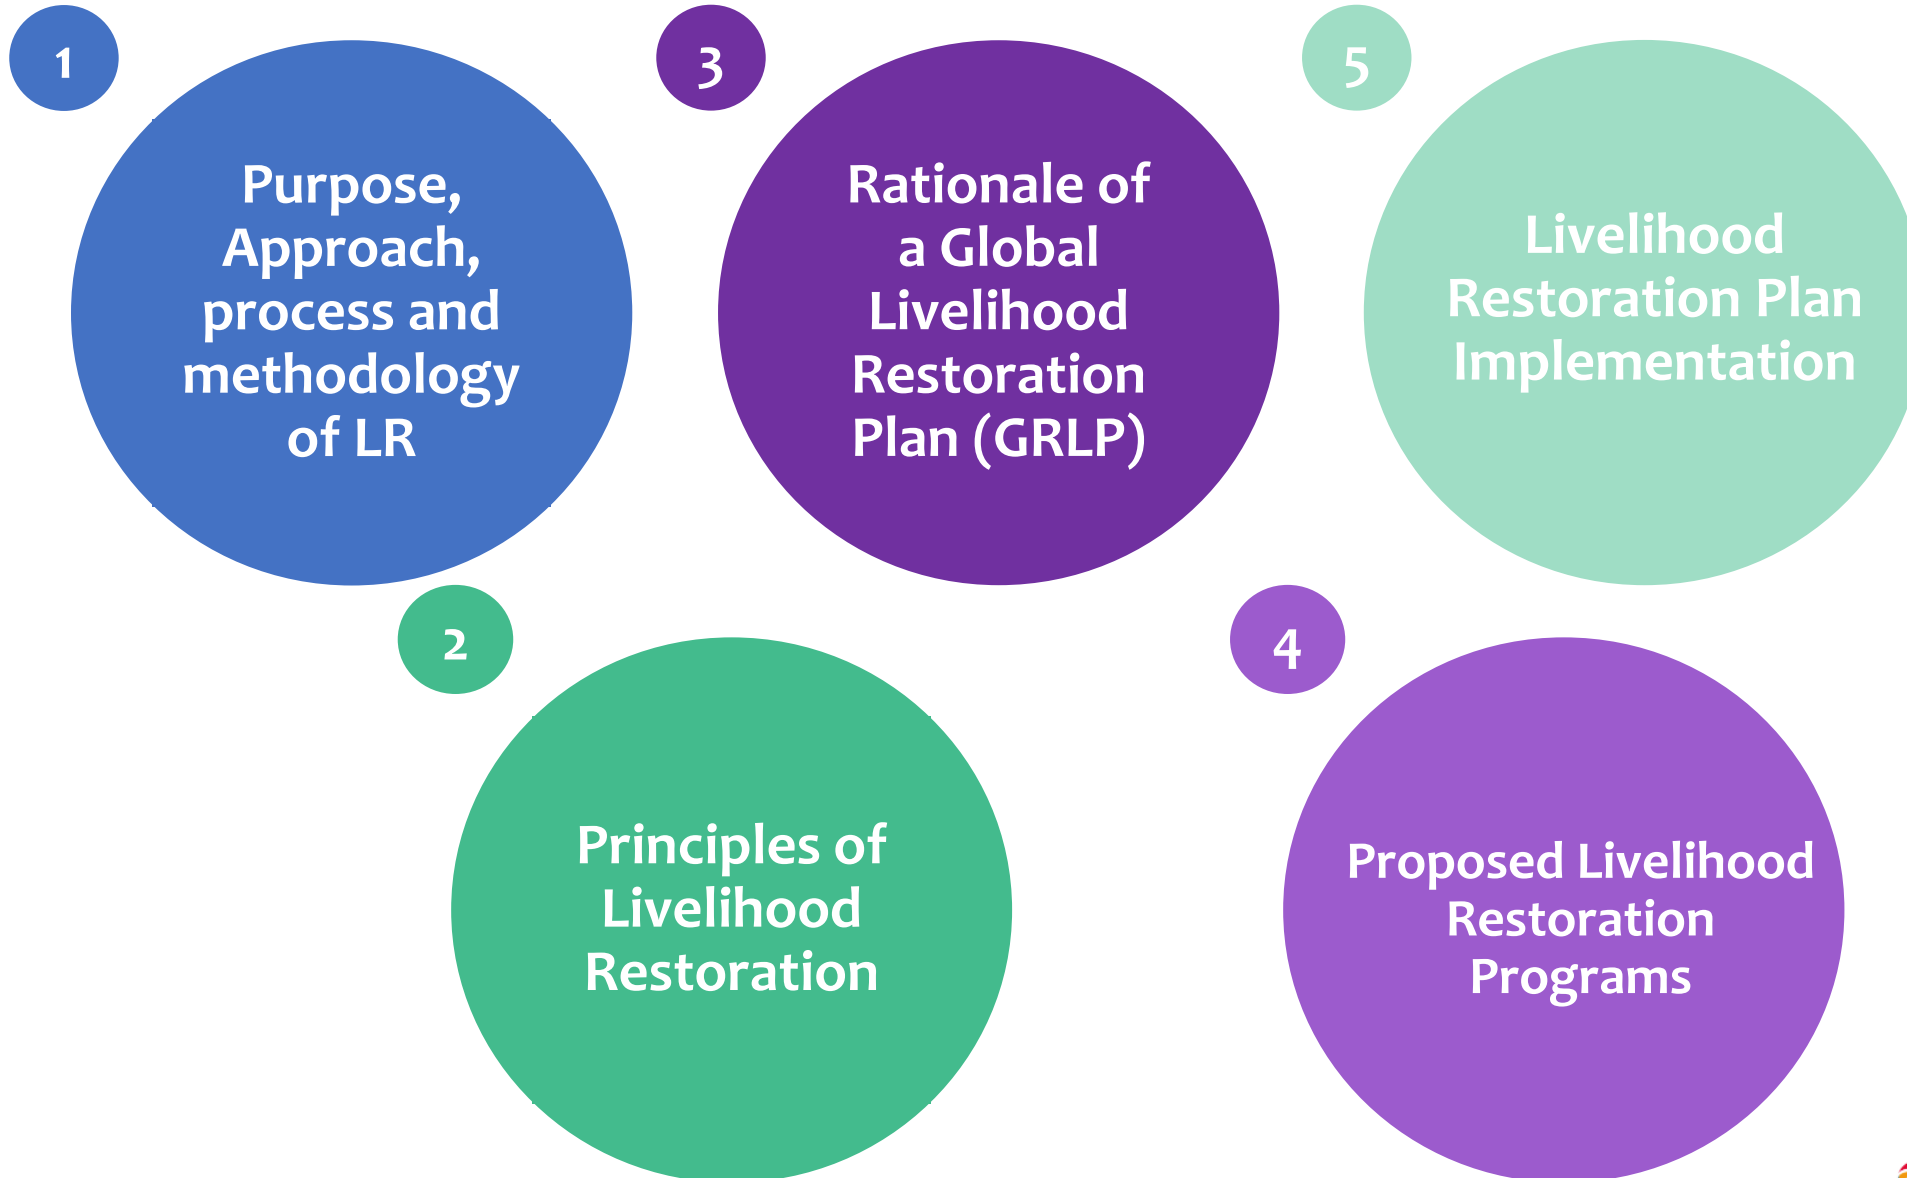 1
Purpose,
Approach,
process and
methodology
of LR
2
Principles of
Livelihood
Restoration
3
Rationale of
a Global
Livelihood
Restoration
Plan (GRLP)
4
Proposed Livelihood
Restoration
Programs
5
Livelihood
Restoration Plan
Implementation